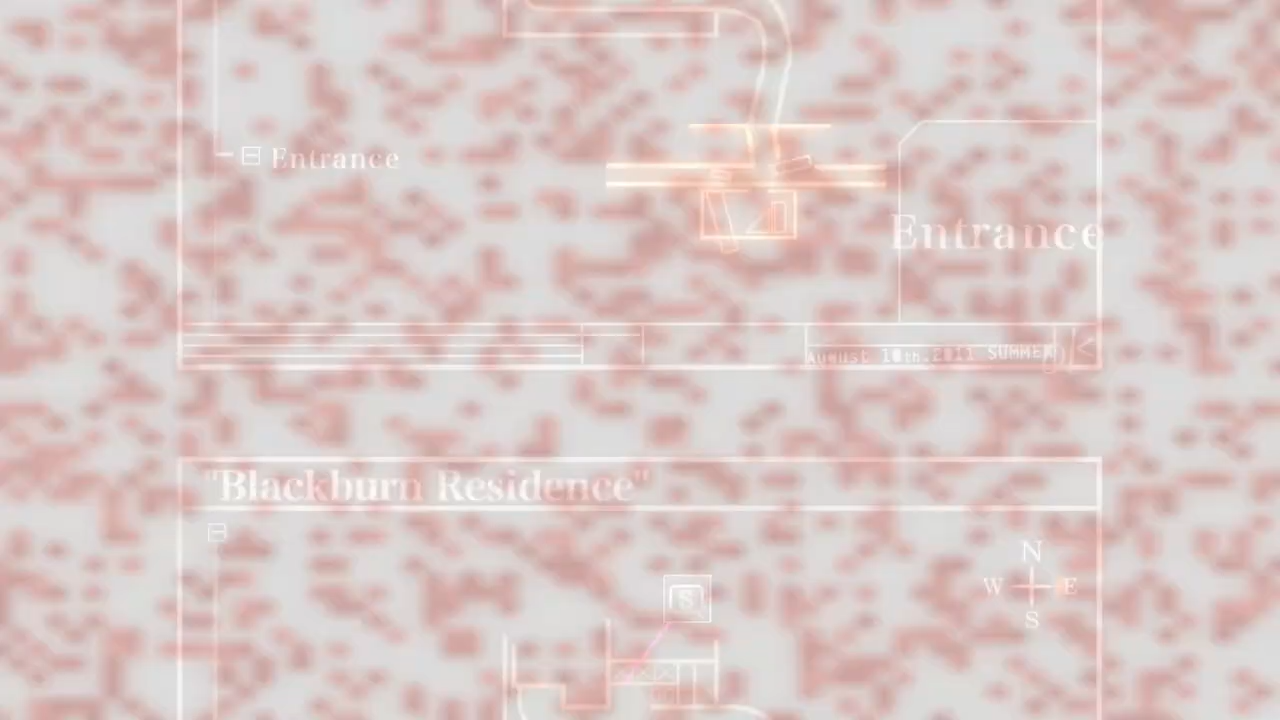 Entrance
Entrance
August 10th.2011 SUMMER
"Blackburn Residence"
N
W E
S
S